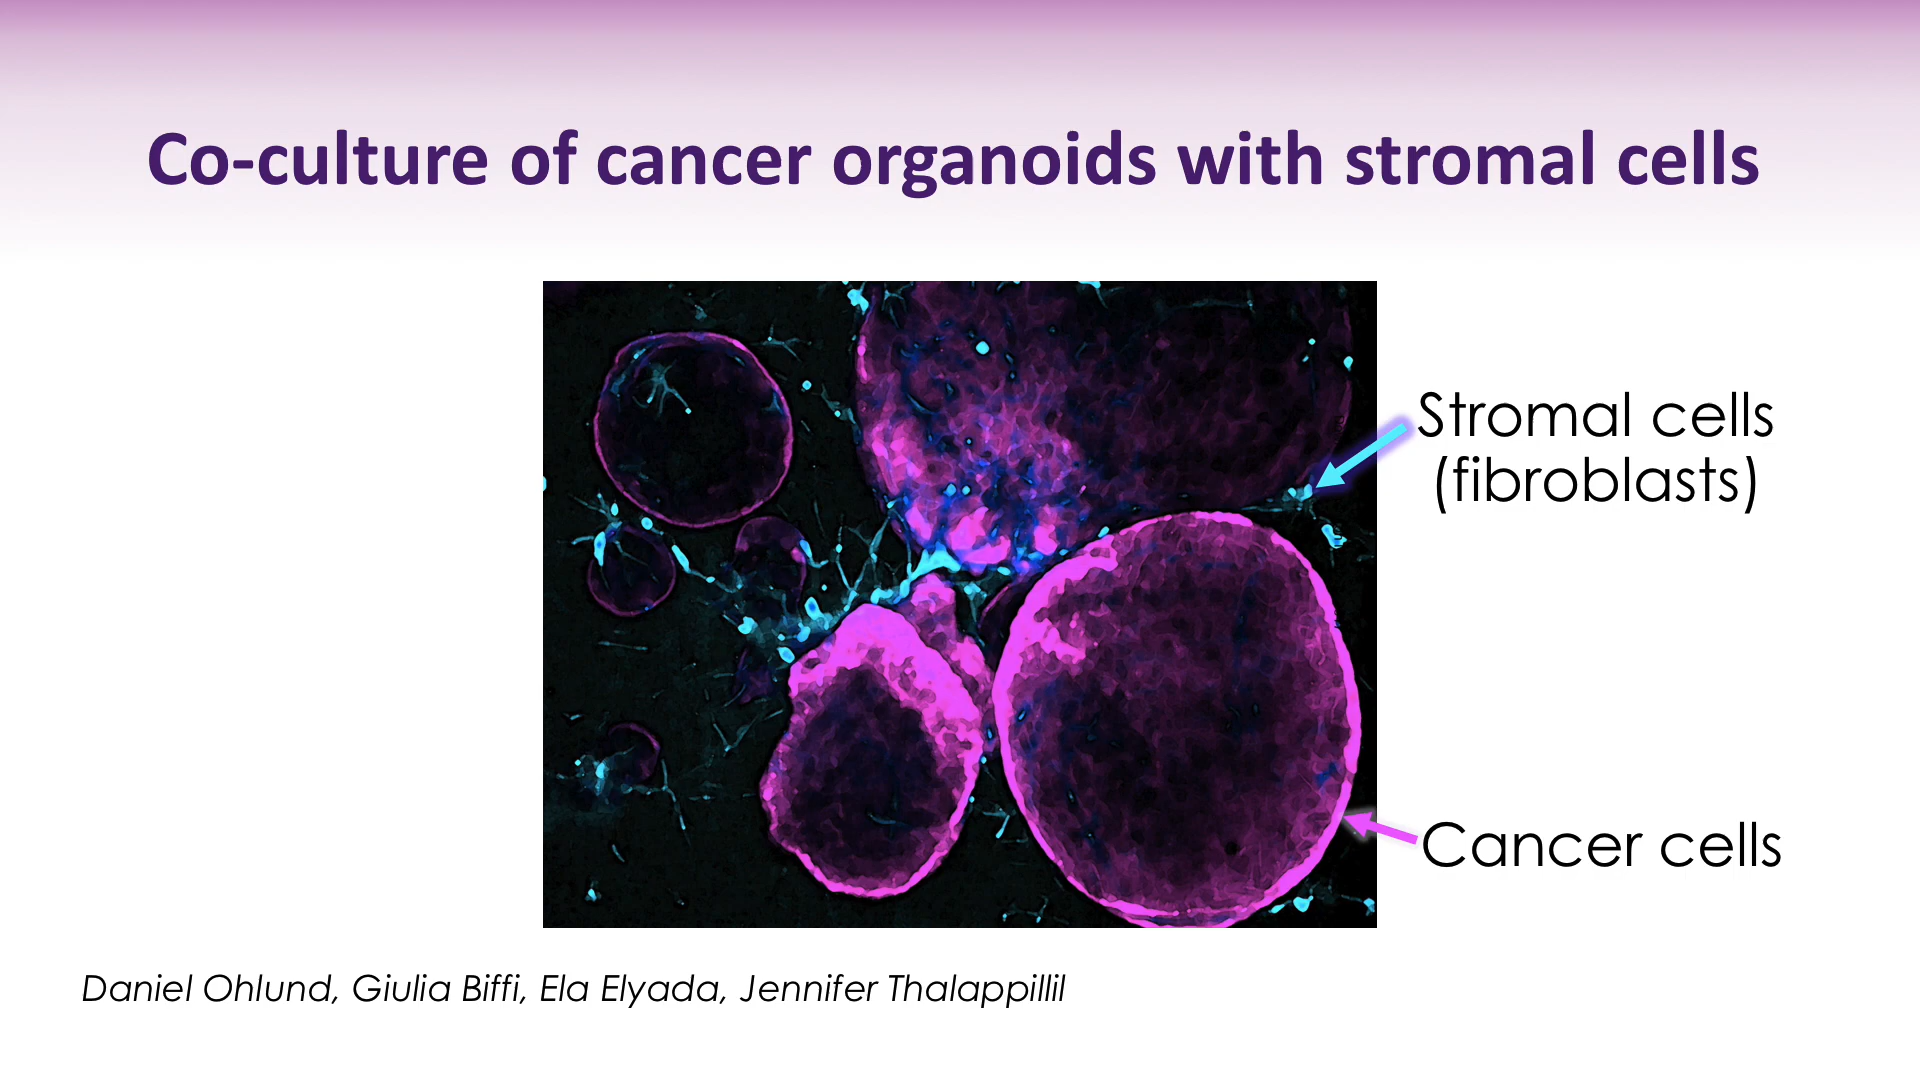 Co-culture of cancer organoids with stromal cells
Stromal cells
(fibroblasts)
Cancer cells
Daniel Ohlund, Giulia Biffi, Ela Elyada, Jennifer Thalappillil